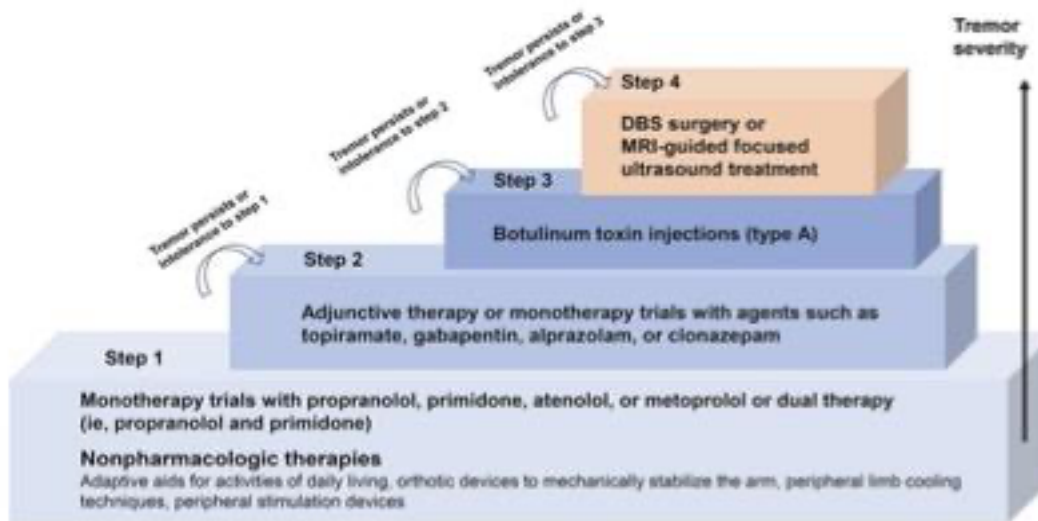 Tremor
severity
Tremor persists or
intolerance to step 3
Step 4
DBS surgery or
MRI-guided focused
ultrasound treatment
Tremor persists or
intolerance to step 2
Step 3
Botulinum toxin injections (type A)
Tremor persists or
intolerance to step 1
Step 2
Adjunctive therapy or monotherapy trials with agents such as
topiramate, gabapentin, alprazolam, or clonazepam
Step 1
Monotherapy trials with propranolol, primidone, atenolol, or metoprolol or dual therapy
(ie, propranolol and primidone)
Nonpharmacologic therapies
Adaptive aids for activities of daily living, orthotic devices to mechanically stabilize the arm, peripheral limb cooling
techniques, peripheral stimulation devices